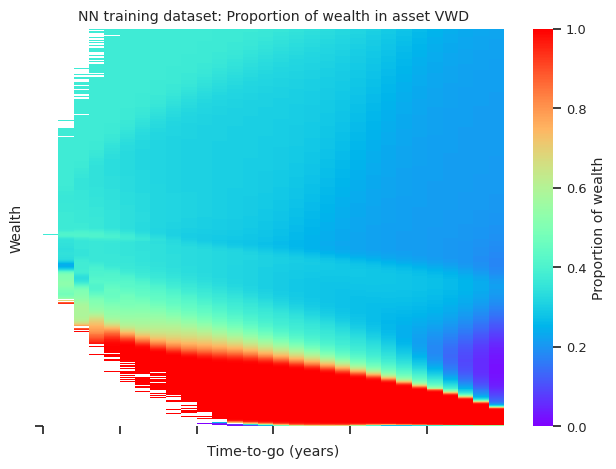 NN training dataset: Proportion of wealth in asset VWD
Wealth
Time-to-go (years)
1.0
0.8
0.6
0.4
0.2
0.0
Proportion of wealth